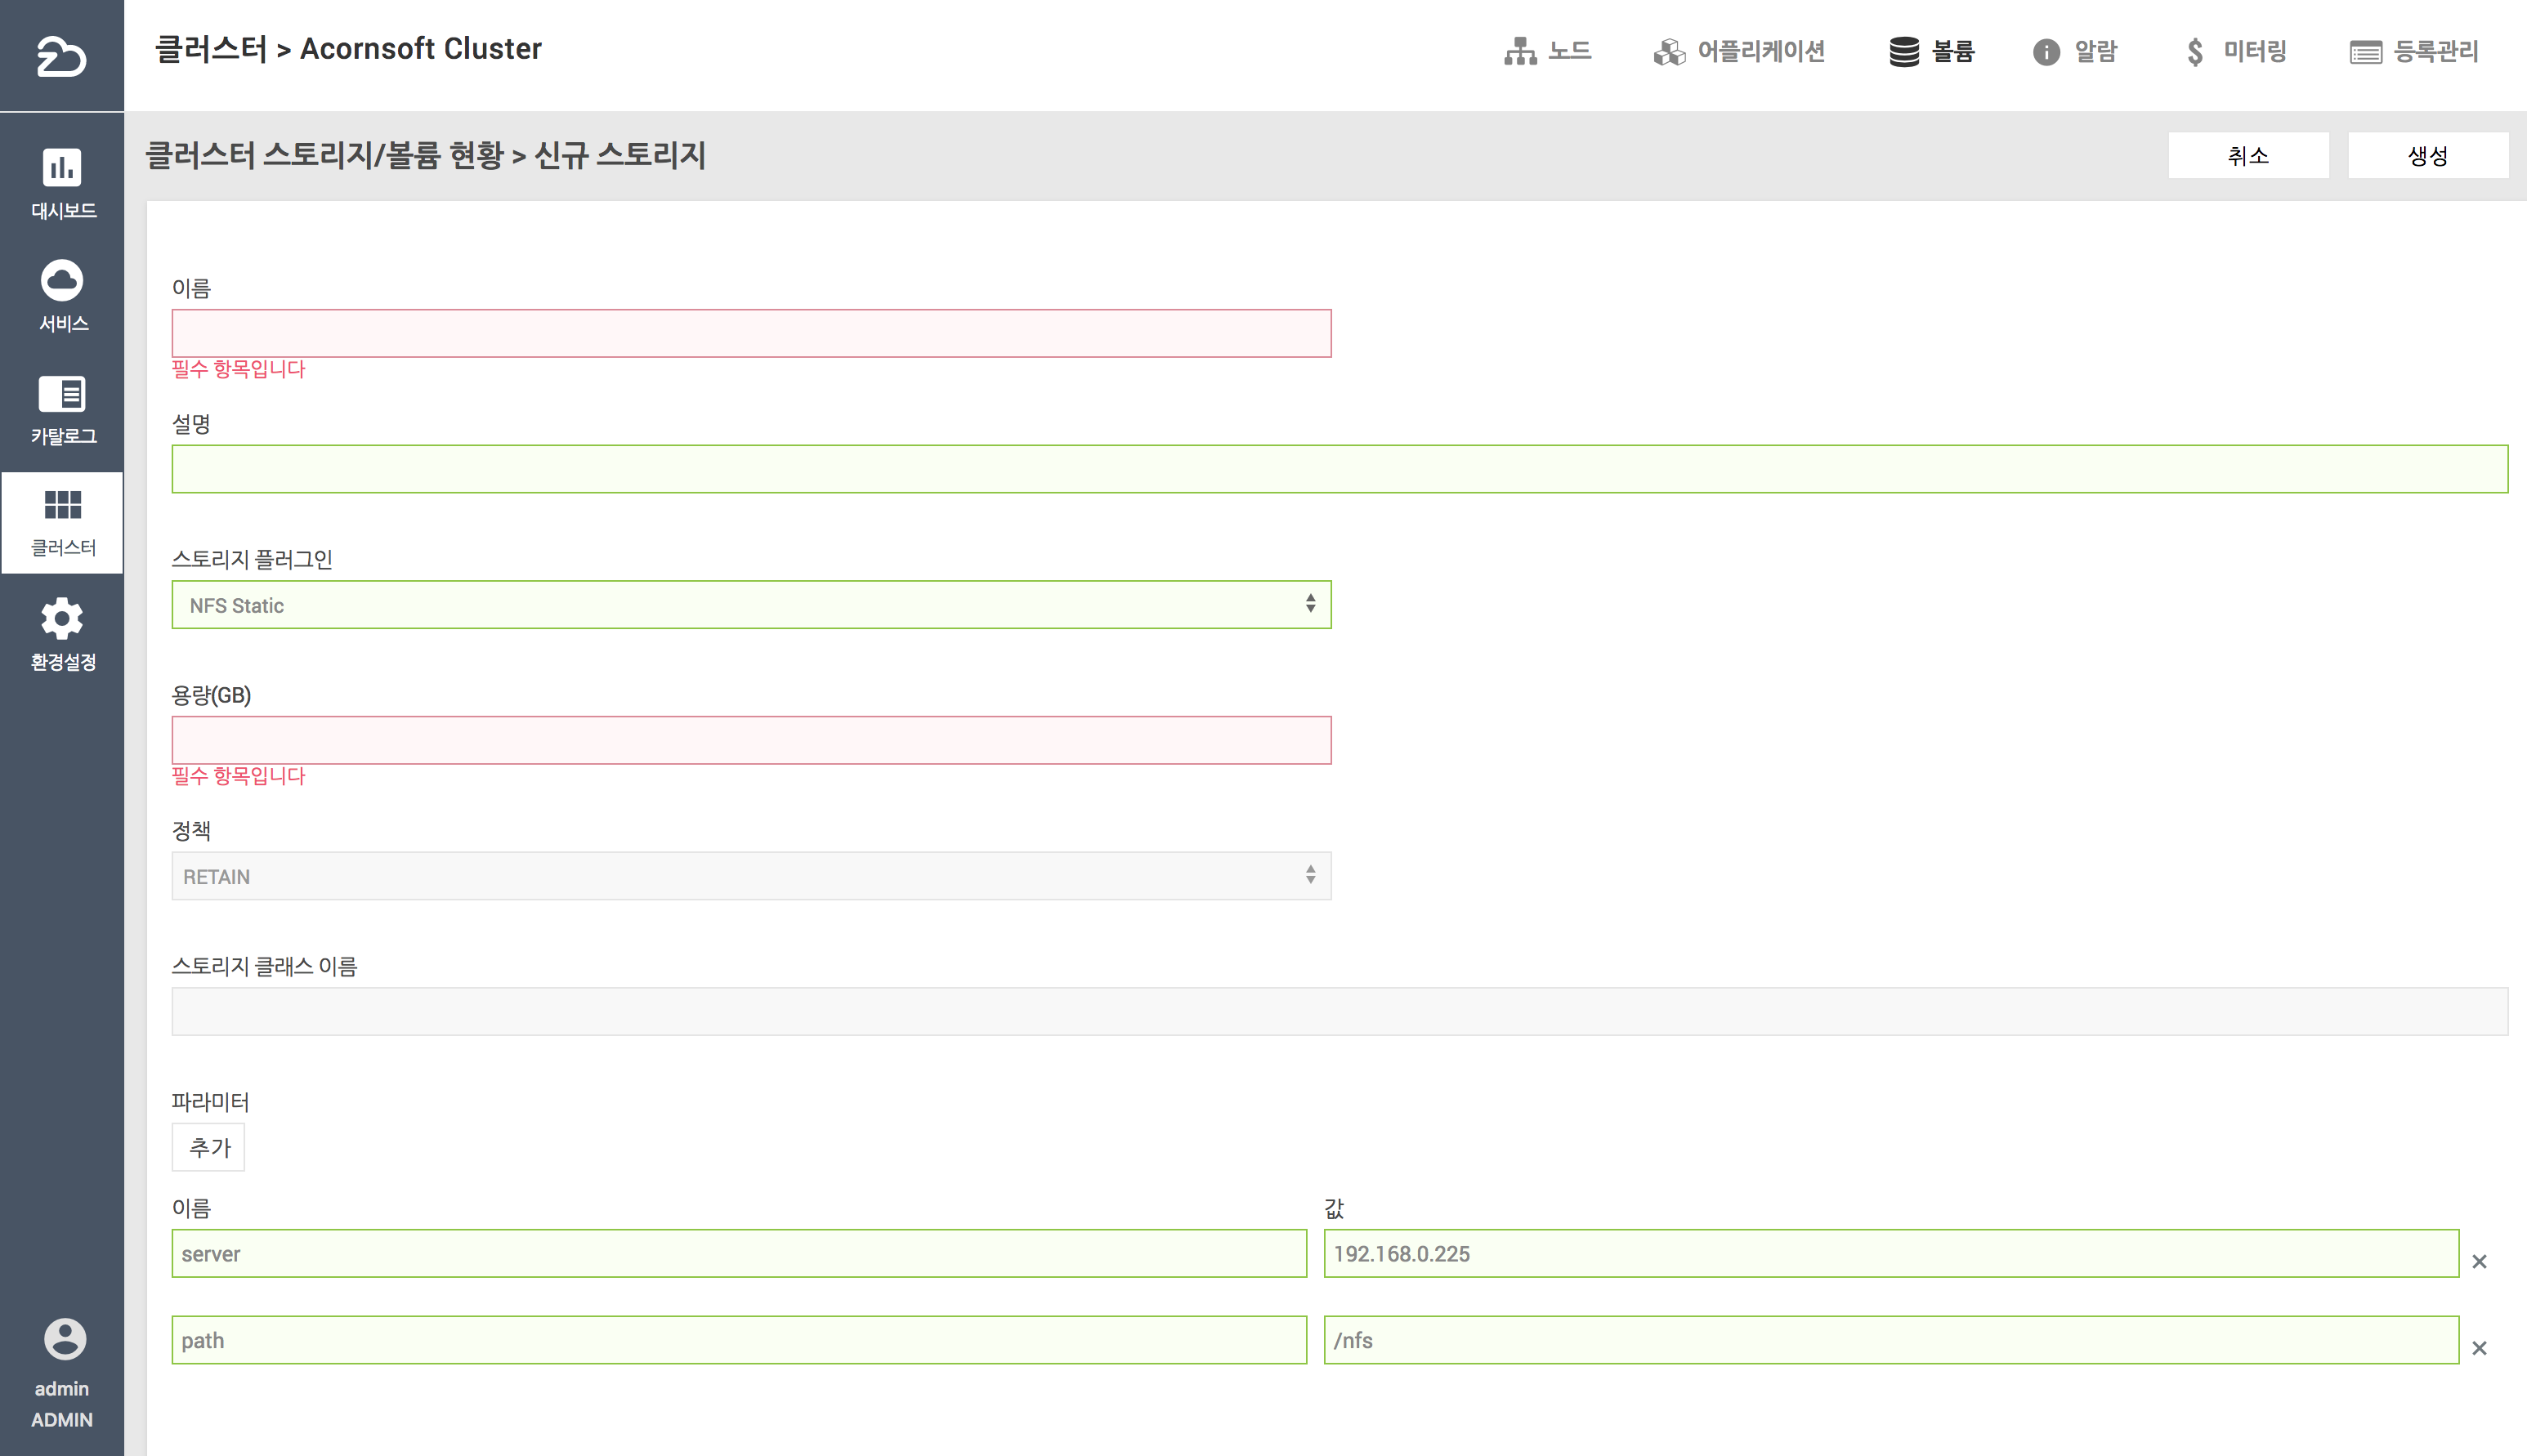 클러스터 > Acornsoft Cluster
노드
어플리케이션
볼륨
알람
미터링
등록관리
클러스터 스토리지/볼륨 현황 > 신규 스토리지
취소
생성
대시보드
서비스
카탈로그
클러스터
환경설정
admin
ADMIN
이름
필수 항목입니다
설명
스토리지 플러그인
NFS Static
용량(GB)
필수 항목입니다
정책
RETAIN
스토리지 클래스 이름
파라미터
추가
이름 값
server 192.168.0.225 ×
path /nfs ×